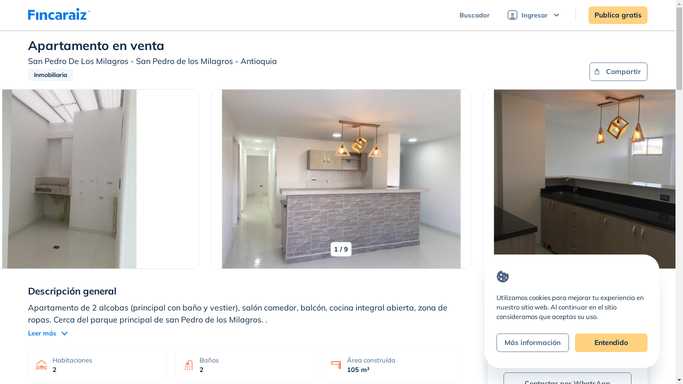 Fincaraiz
Buscador
Ingresar
Publica gratis
Apartamento en venta
San Pedro De Los Milagros - San Pedro de los Milagros - Antioquia
Inmobiliaria
Compartir
1 / 9
Descripción general
Apartamento de 2 alcobas (principal con baño y vestier), salón comedor, balcón, cocina integral abierta, zona de
ropas. Cerca del parque principal de san Pedro de los Milagros. .
Leer más
Habitaciones
2
Baños
2
Área construída
105 m²
Utilizamos cookies para mejorar tu experiencia en
nuestro sitio web. Al continuar en el sitio
consideramos que aceptas su uso.
Más información
Entendido
Contactar por WhatsApp